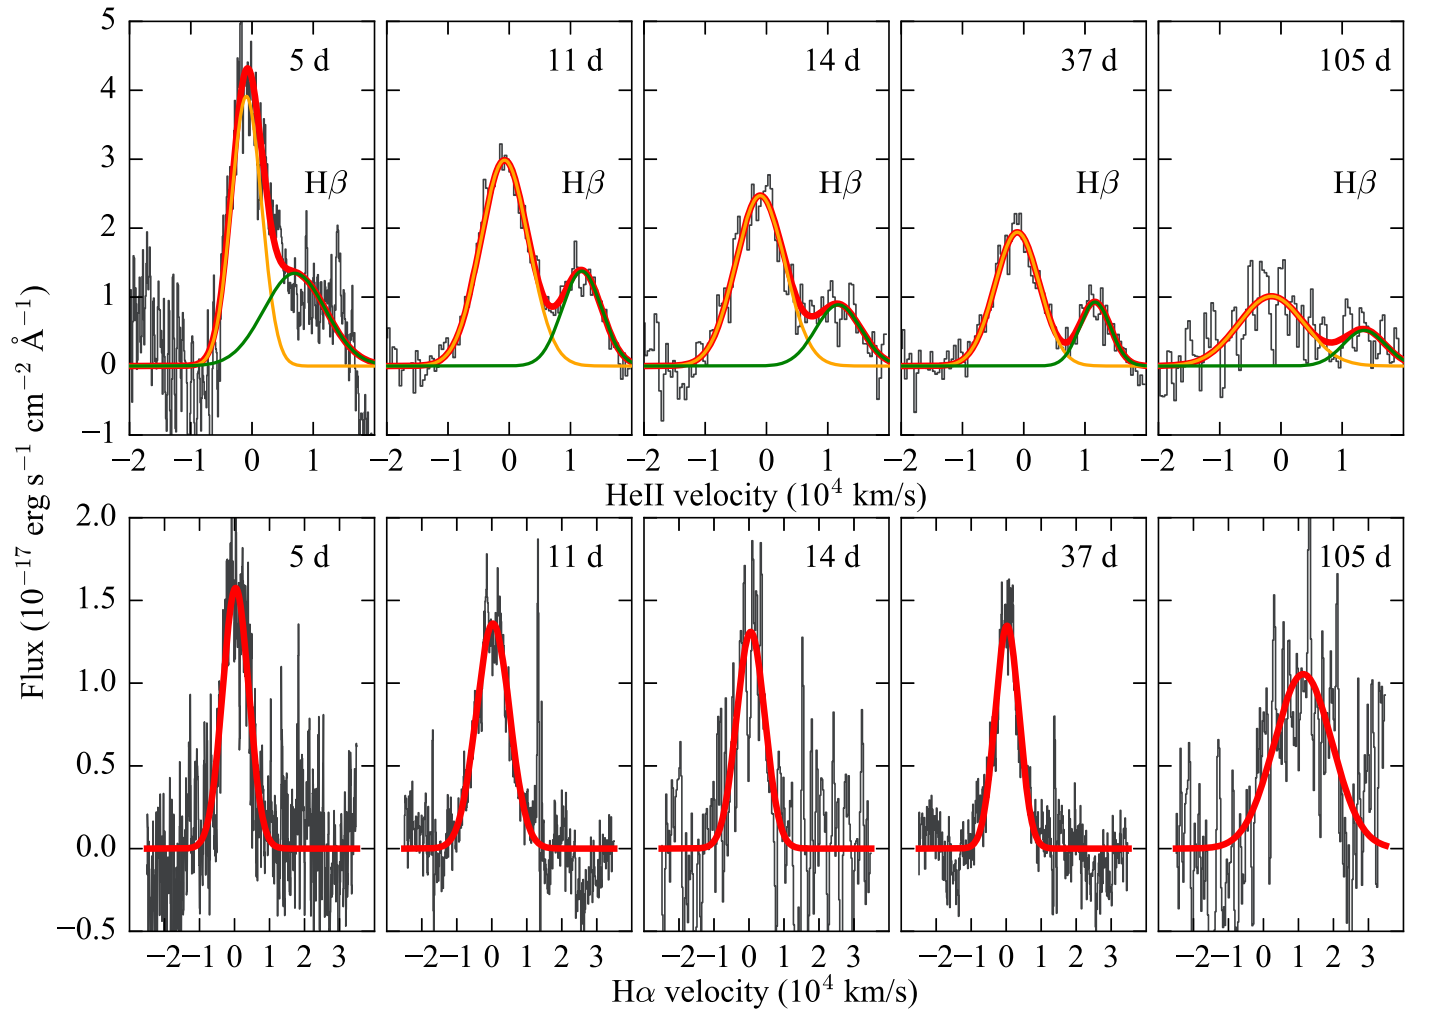 5 d 11 d 14 d 37 d 105 d
Hβ Hβ Hβ Hβ Hβ
5
4
3
2
1
0
−1
−2 −1 0 1 −2 −1 0 1 −2 −1 0 1 −2 −1 0 1 −2 −1 0 1
HeII velocity (10⁴ km/s)
Flux (10⁻¹⁷ erg s⁻¹ cm⁻² Å⁻¹)
5 d 11 d 14 d 37 d 105 d
2.0
1.5
1.0
0.5
0.0
−0.5
−2−1 0 1 2 3 −2−1 0 1 2 3 −2−1 0 1 2 3 −2−1 0 1 2 3 −2−1 0 1 2 3
Hα velocity (10⁴ km/s)